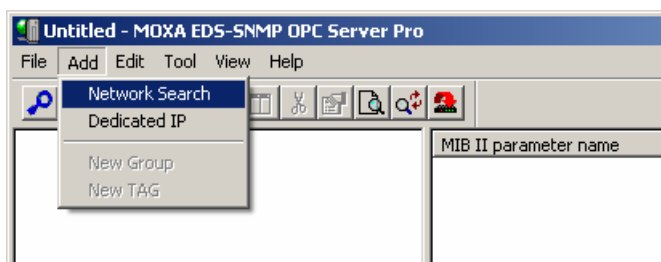 Untitled - MOXA EDS-SNMP OPC Server Pro
File Add Edit Tool View Help
Network Search
Dedicated IP
New Group
New TAG
MIB II parameter name